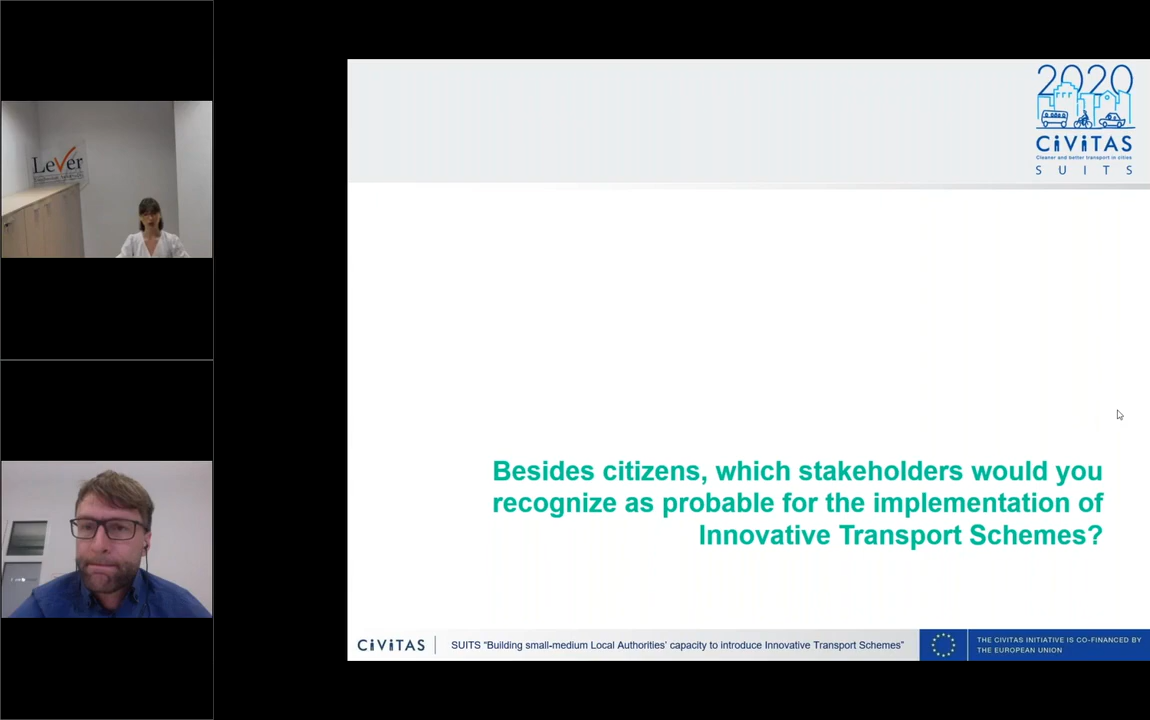 LeVer
2020
CiViTAS
Cleaner and better transport in cities
SUITS
Besides citizens, which stakeholders would you
recognize as probable for the implementation of
Innovative Transport Schemes?
CiViTAS
SUITS “Building small-medium Local Authorities’ capacity to introduce Innovative Transport Schemes”
THE CIVITAS INITIATIVE IS CO-FINANCED BY
THE EUROPEAN UNION